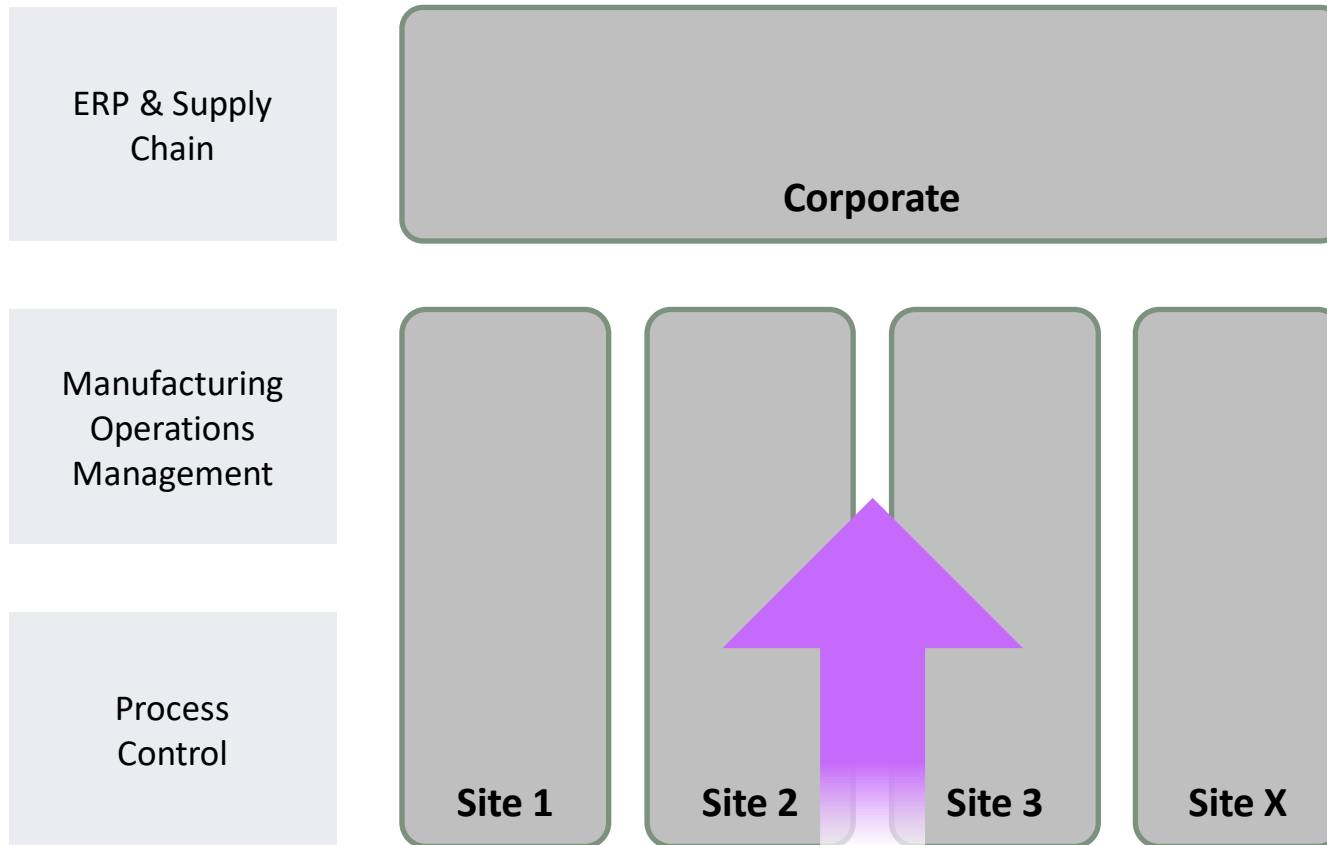 ERP & Supply
Chain
Corporate
Manufacturing
Operations
Management
Process
Control
Site 1
Site 2
Site 3
Site X